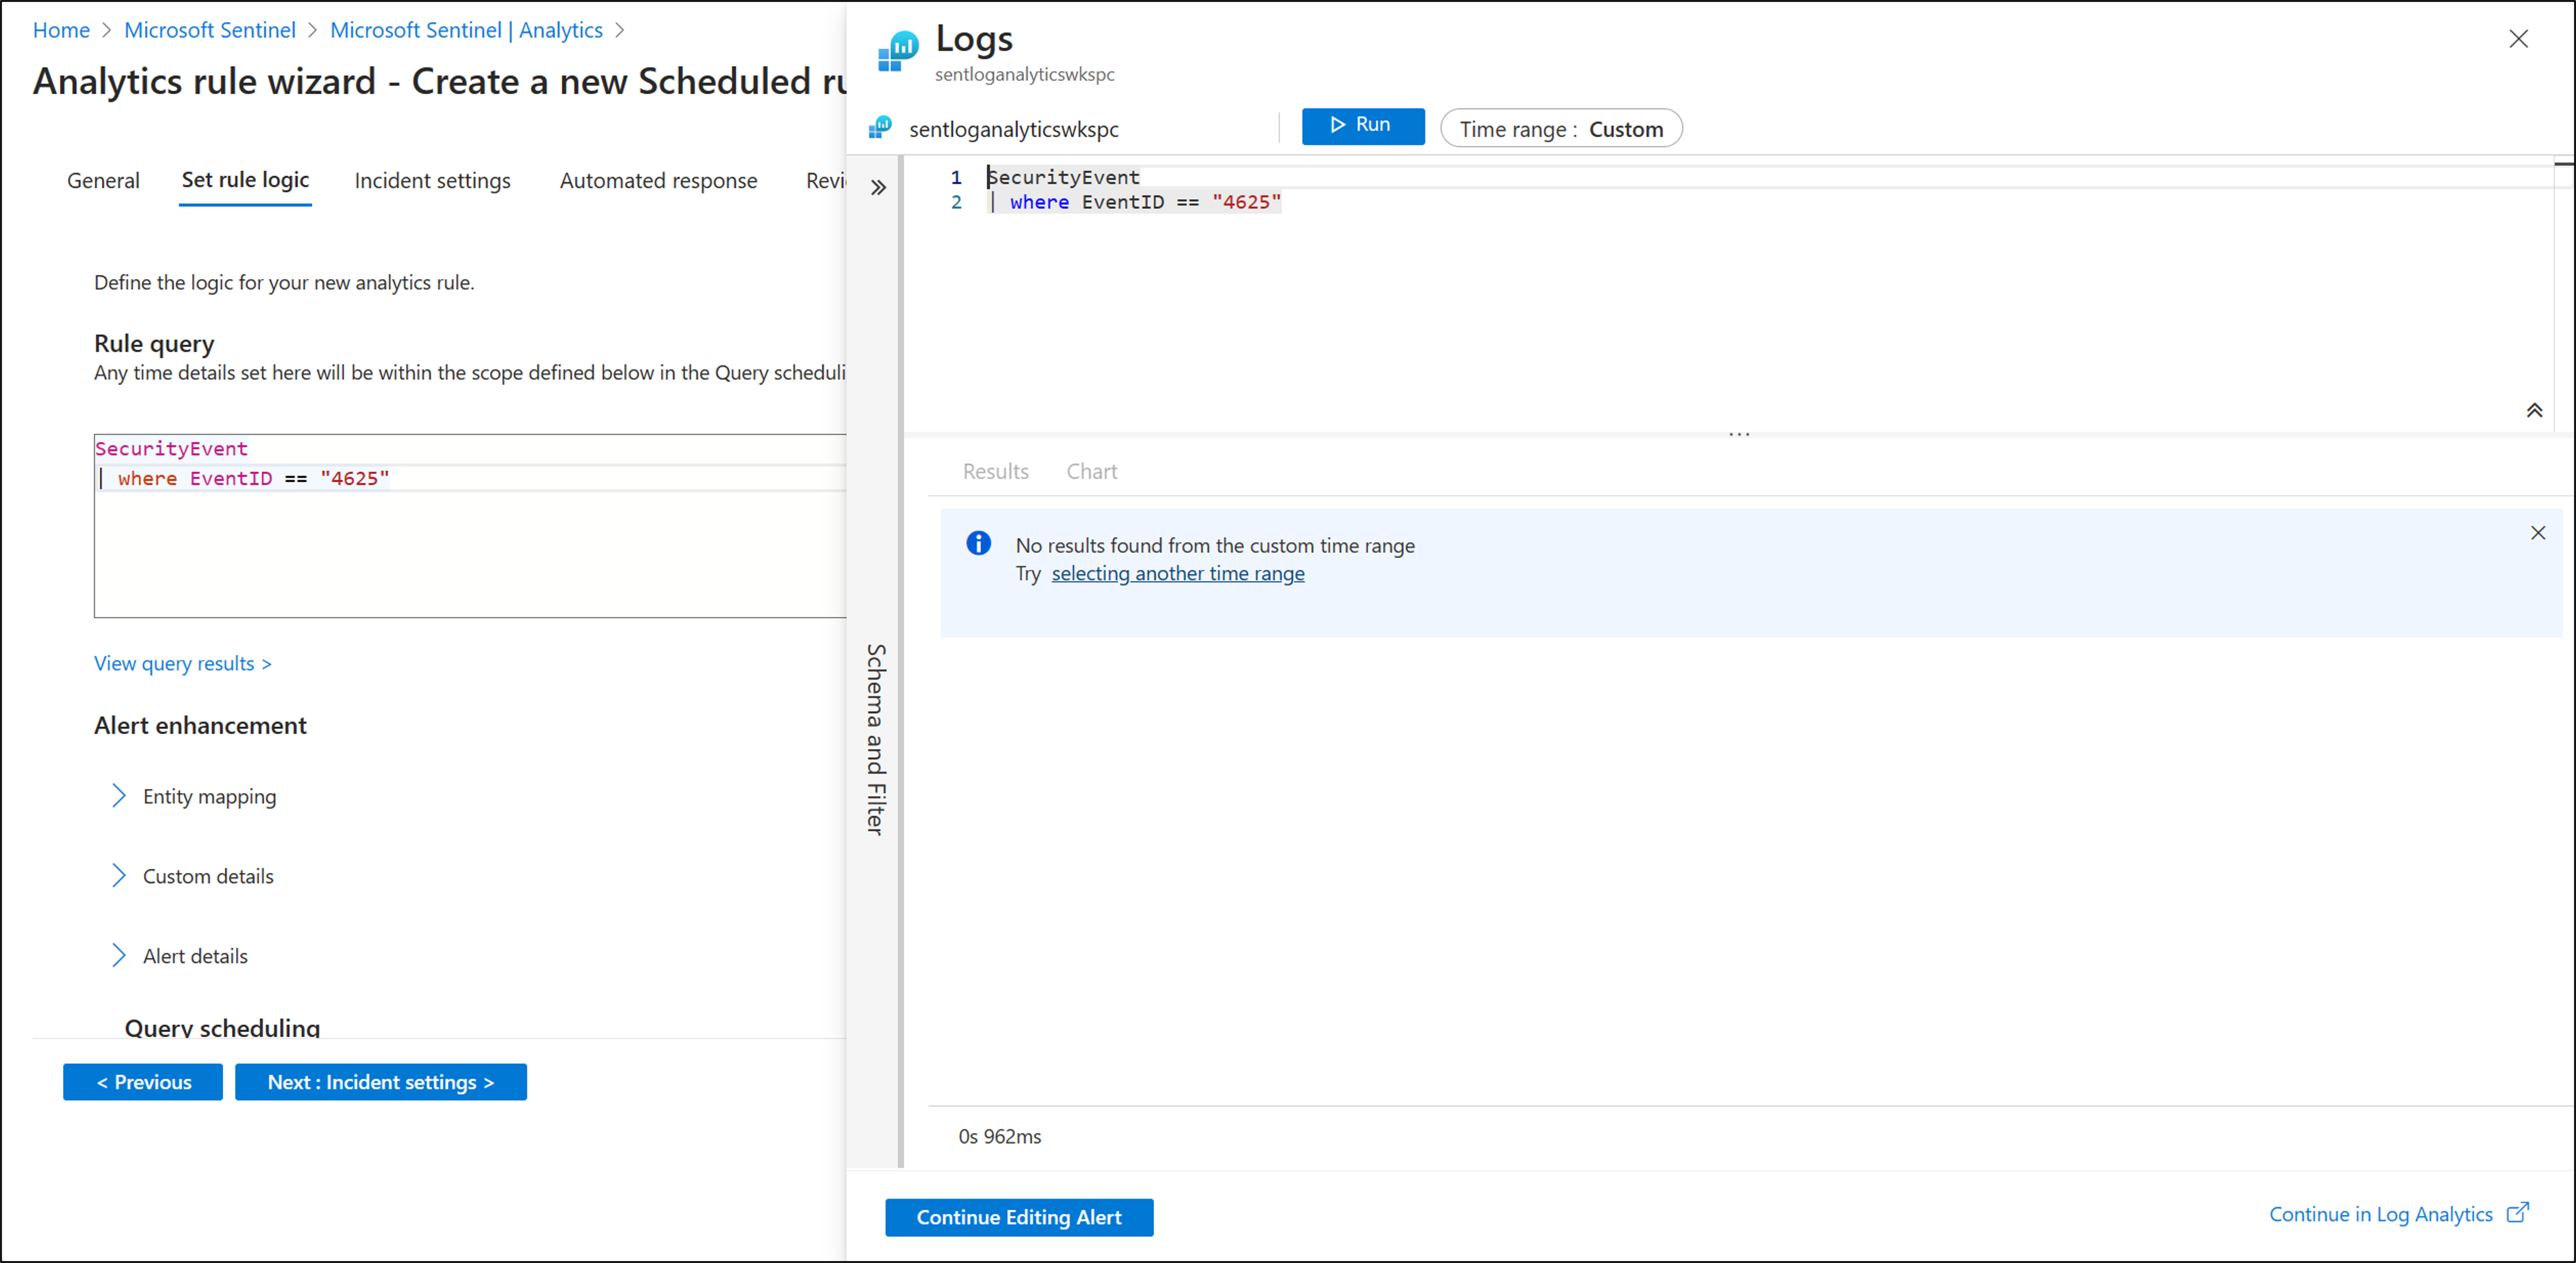 Home > Microsoft Sentinel > Microsoft Sentinel | Analytics >
Analytics rule wizard - Create a new Scheduled ru
General Set rule logic Incident settings Automated response Revi
Define the logic for your new analytics rule.
Rule query
Any time details set here will be within the scope defined below in the Query scheduli
SecurityEvent
| where EventID == "4625"
View query results >
Alert enhancement
Entity mapping
Custom details
Alert details
Query scheduling
< Previous Next : Incident settings >
Logs
sentloganalyticswkspc
sentloganalyticswkspc Run Time range : Custom
1 SecurityEvent
2 | where EventID == "4625"
...
Schema and Filter
Results Chart
No results found from the custom time range
Try selecting another time range
0s 962ms
Continue Editing Alert Continue in Log Analytics